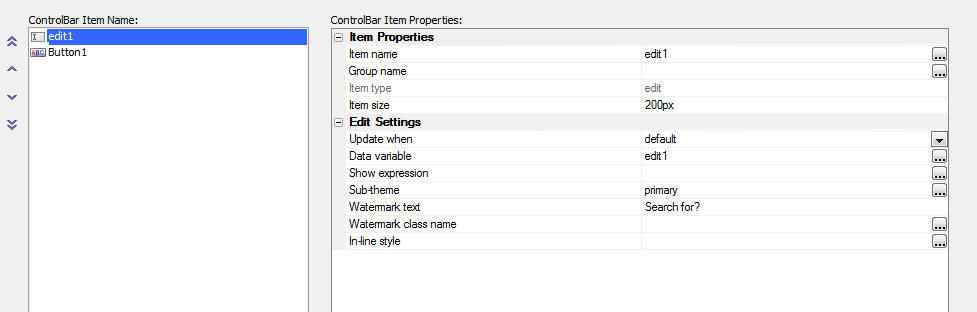 ControlBar Item Name:
edit1
ABC Button1
ControlBar Item Properties:
Item Properties
Item name edit1 ...
Group name ...
Item type edit
Item size 200px
Edit Settings
Update when default
Data variable edit1 ...
Show expression ...
Sub-theme primary ...
Watermark text Search for?
Watermark class name ...
In-line style ...